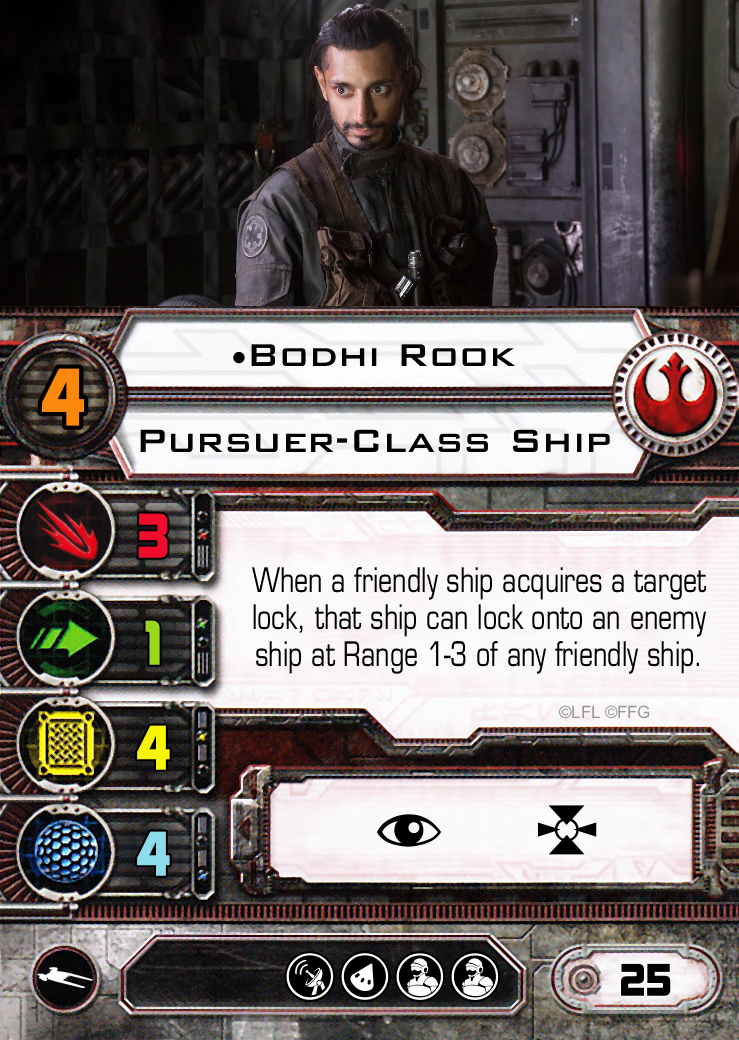 •Bodhi Rook
4
Pursuer-Class Ship
3
When a friendly ship acquires a target
lock, that ship can lock onto an enemy
ship at Range 1-3 of any friendly ship.
1
©LFL ©FFG
4
4
25